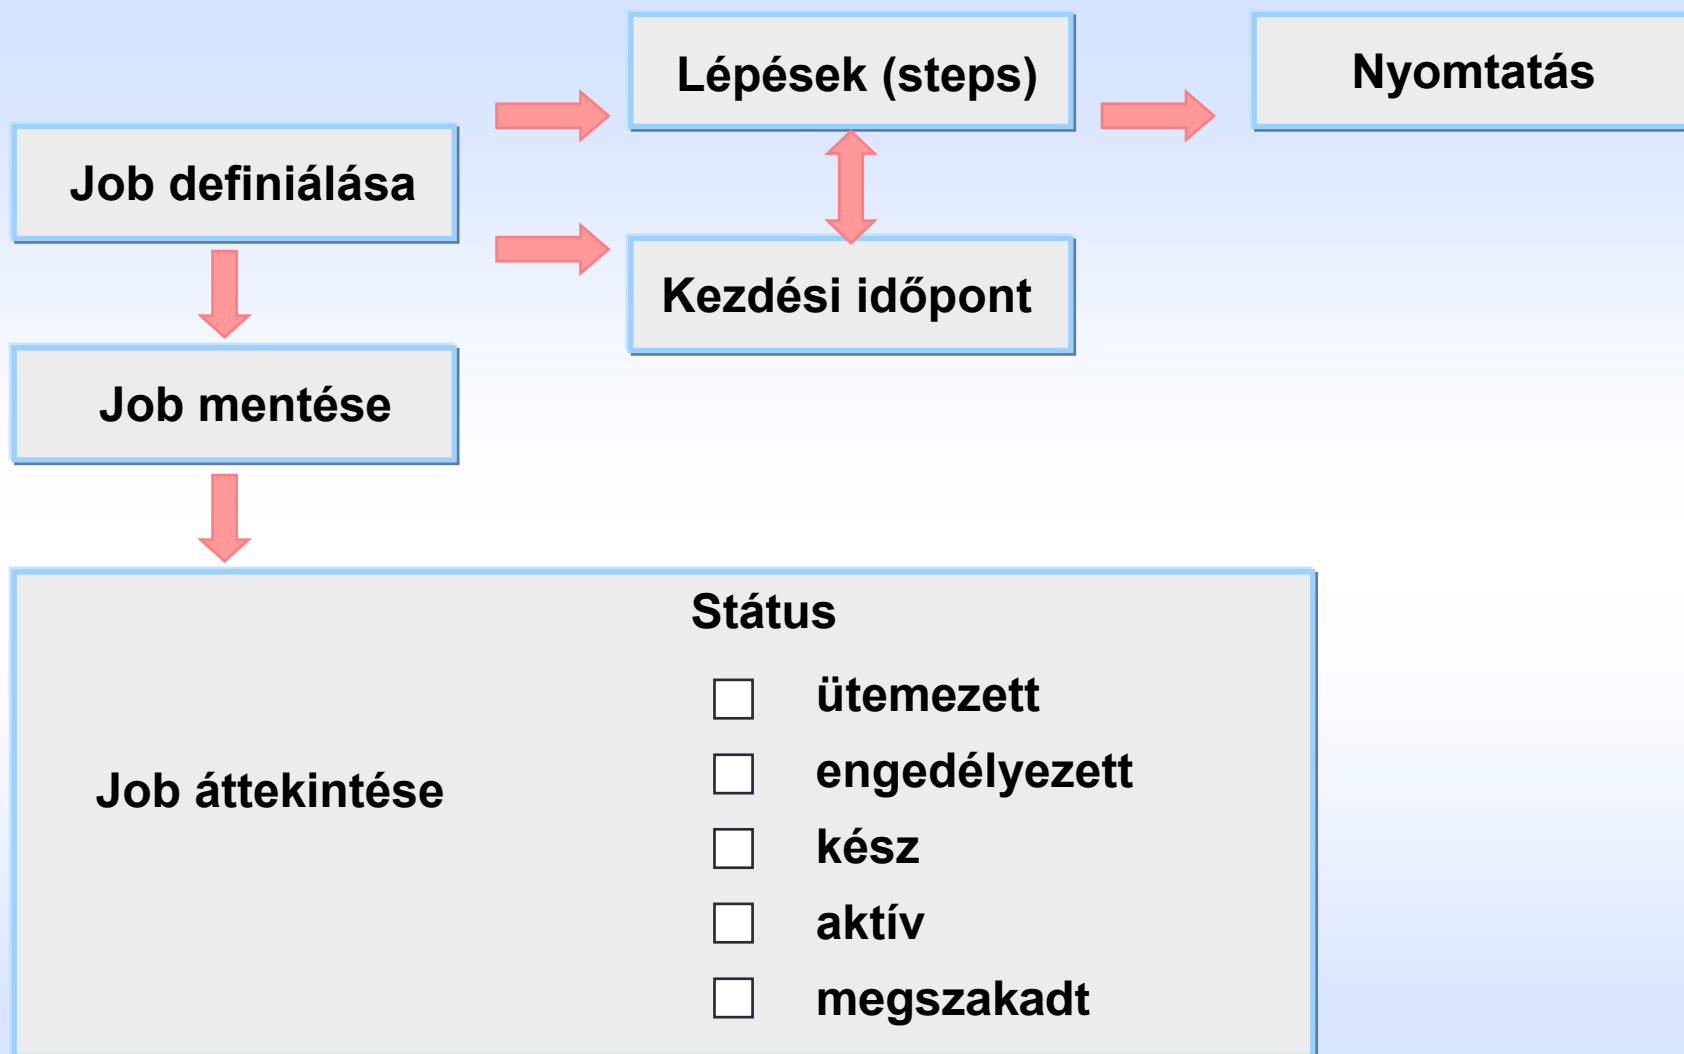 Lépések (steps)
Nyomtatás
Job definiálása
Kezdési időpont
Job mentése
Státus
ütemezett
engedélyezett
Job áttekintése
kész
aktív
megszakadt